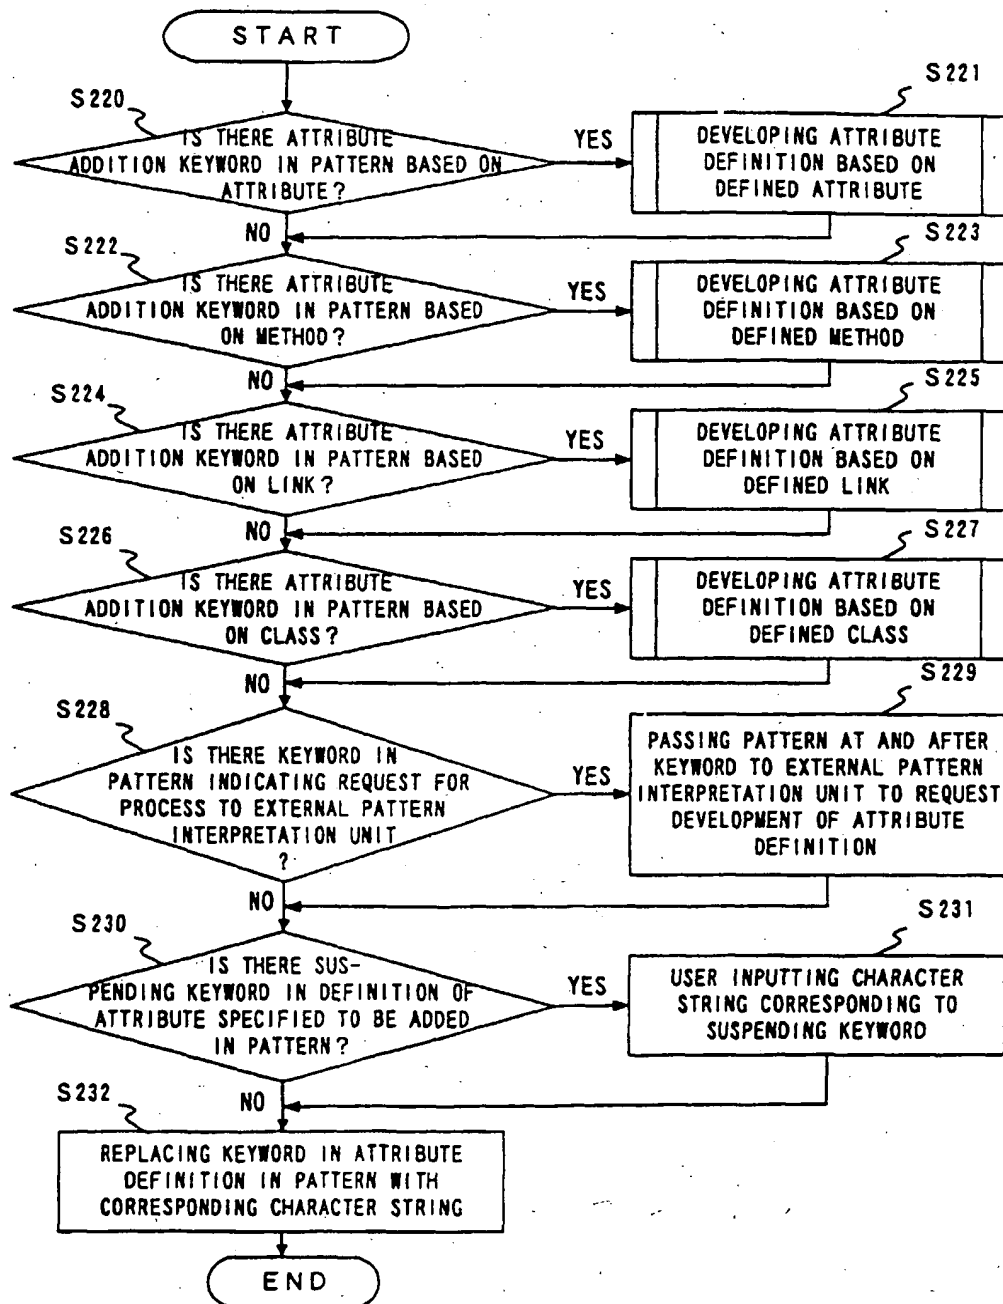 START
S220
IS THERE ATTRIBUTE
ADDITION KEYWORD IN PATTERN BASED ON
ATTRIBUTE?
YES
S221
DEVELOPING ATTRIBUTE
DEFINITION BASED ON
DEFINED ATTRIBUTE
NO
S222
IS THERE ATTRIBUTE
ADDITION KEYWORD IN PATTERN BASED
ON METHOD?
YES
S223
DEVELOPING ATTRIBUTE
DEFINITION BASED ON
DEFINED METHOD
NO
S224
IS THERE ATTRIBUTE
ADDITION KEYWORD IN PATTERN BASED
ON LINK?
YES
S225
DEVELOPING ATTRIBUTE
DEFINITION BASED ON
DEFINED LINK
NO
S226
IS THERE ATTRIBUTE
ADDITION KEYWORD IN PATTERN BASED
ON CLASS?
YES
S227
DEVELOPING ATTRIBUTE
DEFINITION BASED ON
DEFINED CLASS
NO
S228
IS THERE KEYWORD IN
PATTERN INDICATING REQUEST FOR
PROCESS TO EXTERNAL PATTERN
INTERPRETATION UNIT
?
YES
S229
PASSING PATTERN AT AND AFTER
KEYWORD TO EXTERNAL PATTERN
INTERPRETATION UNIT TO REQUEST
DEVELOPMENT OF ATTRIBUTE
DEFINITION
NO
S230
IS THERE SUS-
PENDING KEYWORD IN DEFINITION OF
ATTRIBUTE SPECIFIED TO BE ADDED
IN PATTERN?
YES
S231
USER INPUTTING CHARACTER
STRING CORRESPONDING TO
SUSPENDING KEYWORD
NO
S232
REPLACING KEYWORD IN ATTRIBUTE
DEFINITION IN PATTERN WITH
CORRESPONDING CHARACTER STRING
END